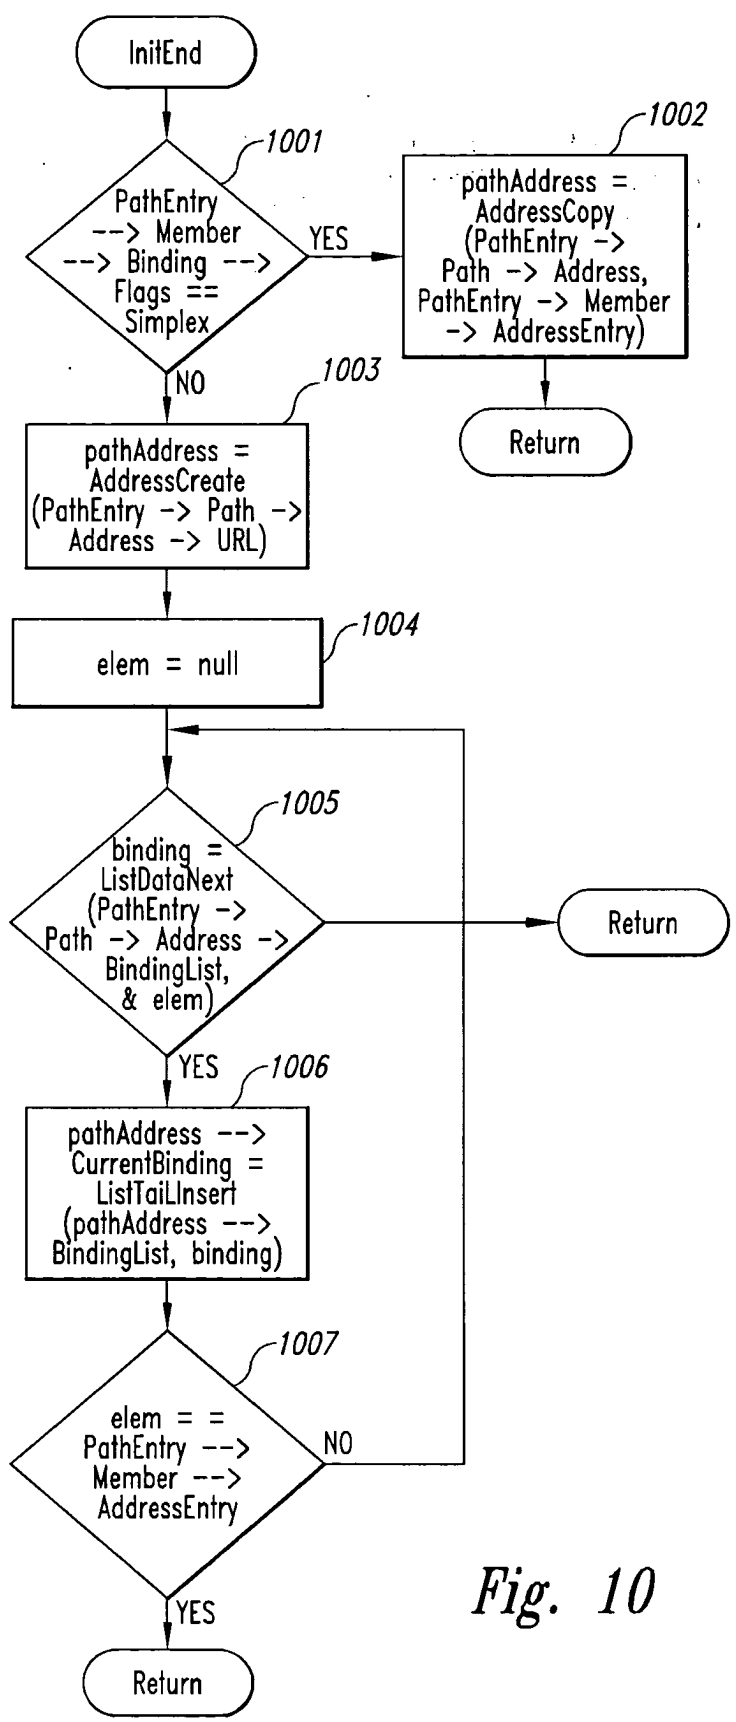 InitEnd
1001
PathEntry
--> Member
--> Binding -->
Flags ==
Simplex
YES
NO
1002
pathAddress =
AddressCopy
(PathEntry ->
Path -> Address,
PathEntry -> Member
-> AddressEntry)
Return
1003
pathAddress =
AddressCreate
(PathEntry -> Path ->
Address -> URL)
1004
elem = null
1005
binding =
ListDataNext
(PathEntry ->
Path -> Address ->
BindingList,
& elem)
Return
YES
1006
pathAddress -->
CurrentBinding =
ListTaiLInsert
(pathAddress -->
BindingList, binding)
1007
elem = =
PathEntry -->
Member -->
AddressEntry
NO
YES
Return
Fig. 10